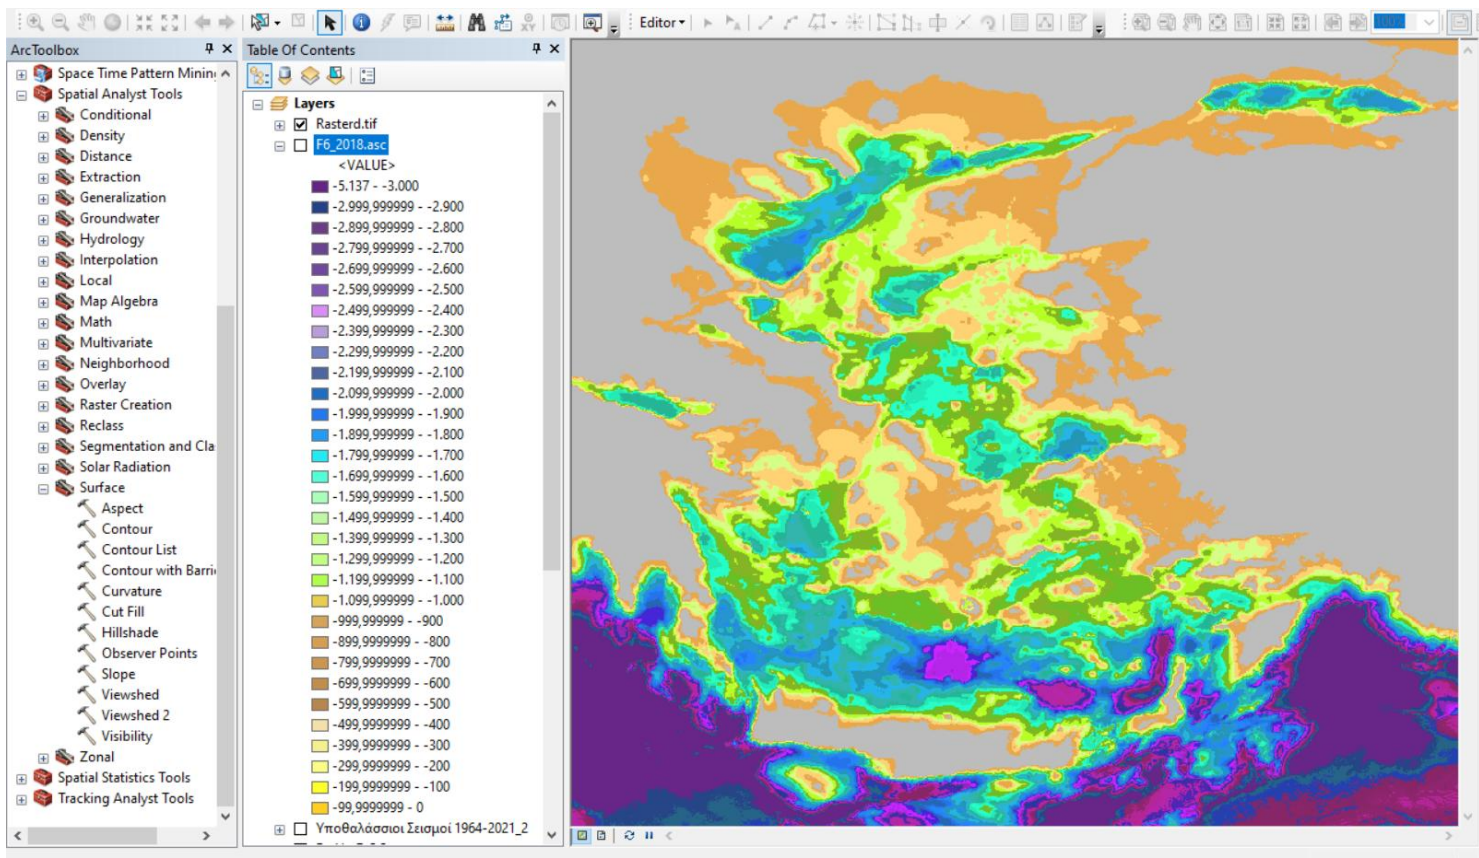 Editor
100%
ArcToolbox
Space Time Pattern Mining
Spatial Analyst Tools
Conditional
Density
Distance
Extraction
Generalization
Groundwater
Hydrology
Interpolation
Local
Map Algebra
Math
Multivariate
Neighborhood
Overlay
Raster Creation
Reclass
Segmentation and Cla
Solar Radiation
Surface
Aspect
Contour
Contour List
Contour with Barri
Curvature
Cut Fill
Hillshade
Observer Points
Slope
Viewshed
Viewshed 2
Visibility
Zonal
Spatial Statistics Tools
Tracking Analyst Tools
Table Of Contents
Layers
Rasterd.tif
F6_2018.asc
<VALUE>
-5.137 - -3.000
-2.999,999999 - -2.900
-2.899,999999 - -2.800
-2.799,999999 - -2.700
-2.699,999999 - -2.600
-2.599,999999 - -2.500
-2.499,999999 - -2.400
-2.399,999999 - -2.300
-2.299,999999 - -2.200
-2.199,999999 - -2.100
-2.099,999999 - -2.000
-1.999,999999 - -1.900
-1.899,999999 - -1.800
-1.799,999999 - -1.700
-1.699,999999 - -1.600
-1.599,999999 - -1.500
-1.499,999999 - -1.400
-1.399,999999 - -1.300
-1.299,999999 - -1.200
-1.199,999999 - -1.100
-1.099,999999 - -1.000
-999,9999999 - -900
-899,9999999 - -800
-799,9999999 - -700
-699,9999999 - -600
-599,9999999 - -500
-499,9999999 - -400
-399,9999999 - -300
-299,9999999 - -200
-199,9999999 - -100
-99,9999999 - 0
Υποθαλάσσιοι Σεισμοί 1964-2021_2